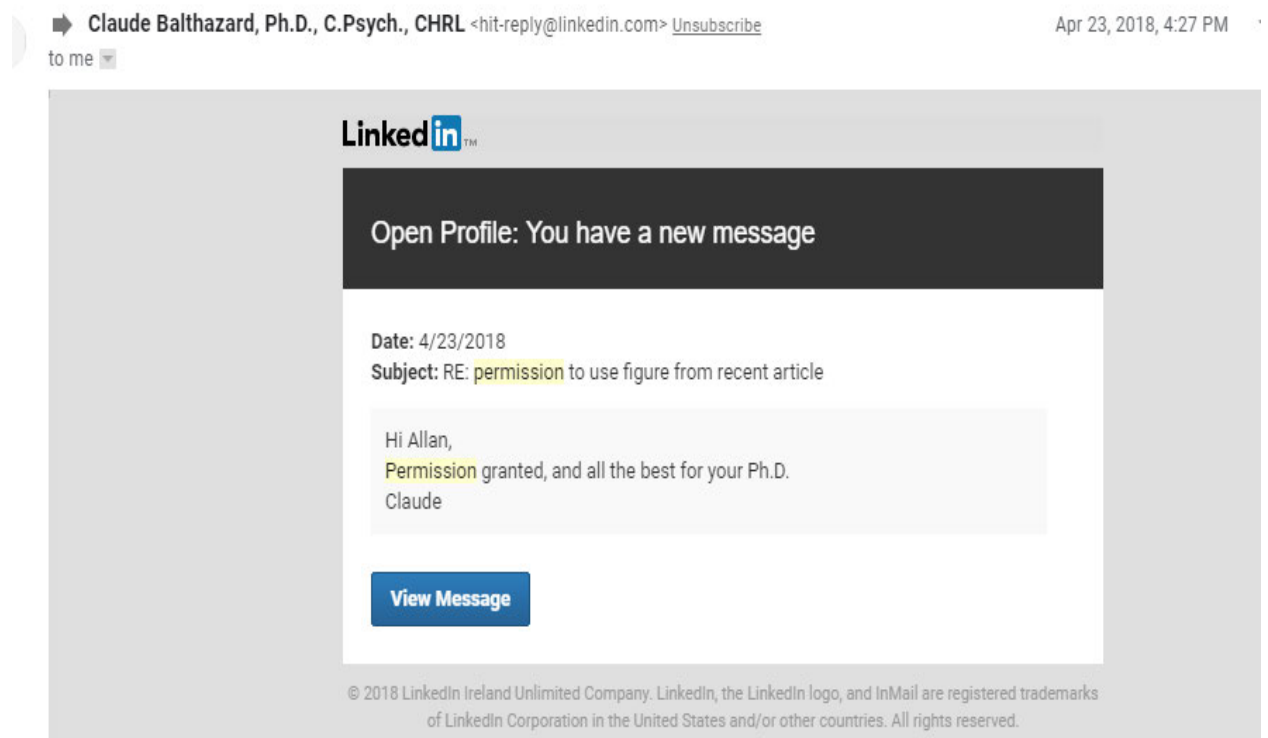 Claude Balthazard, Ph.D., C.Psych., CHRL <hit-reply@linkedin.com> Unsubscribe Apr 23, 2018, 4:27 PM
to me
Linked in TM
Open Profile: You have a new message
Date: 4/23/2018
Subject: RE: permission to use figure from recent article
Hi Allan,
Permission granted, and all the best for your Ph.D.
Claude
View Message
© 2018 LinkedIn Ireland Unlimited Company. LinkedIn, the LinkedIn logo, and InMail are registered trademarks
of LinkedIn Corporation in the United States and/or other countries. All rights reserved.